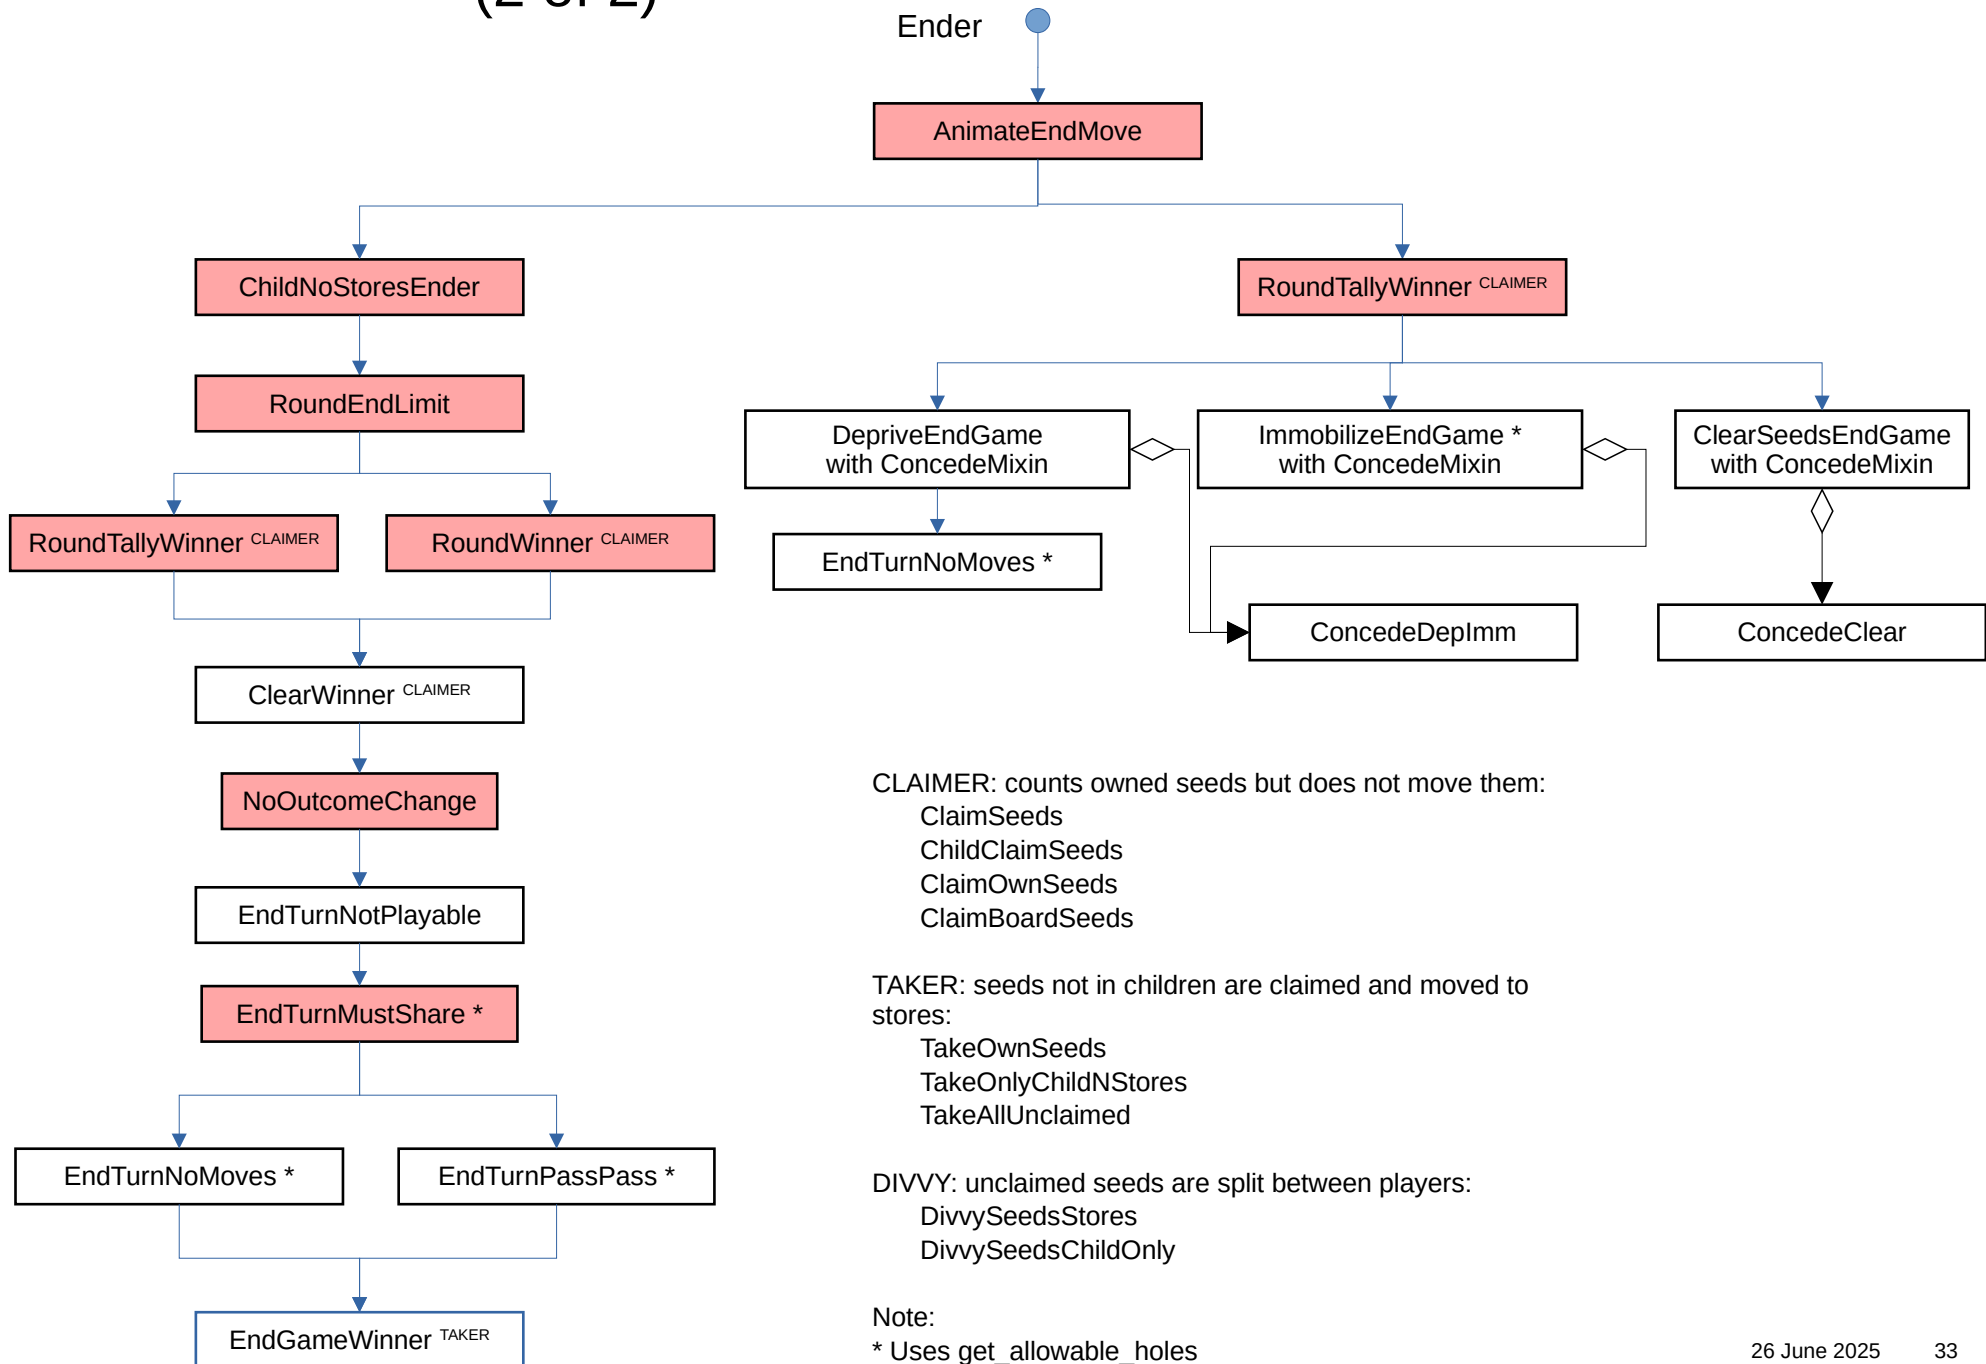 (2 of 2)
Ender
AnimateEndMove
ChildNoStoresEnder
RoundTallyWinner CLAIMER
RoundEndLimit
DepriveEndGame
with ConcedeMixin
ImmobilizeEndGame *
with ConcedeMixin
ClearSeedsEndGame
with ConcedeMixin
RoundTallyWinner CLAIMER
RoundWinner CLAIMER
EndTurnNoMoves *
ConcedeDepImm
ConcedeClear
ClearWinner CLAIMER
NoOutcomeChange
EndTurnNotPlayable
EndTurnMustShare *
EndTurnNoMoves *
EndTurnPassPass *
EndGameWinner TAKER
CLAIMER: counts owned seeds but does not move them:
ClaimSeeds
ChildClaimSeeds
ClaimOwnSeeds
ClaimBoardSeeds
TAKER: seeds not in children are claimed and moved to
stores:
TakeOwnSeeds
TakeOnlyChildNStores
TakeAllUnclaimed
DIVVY: unclaimed seeds are split between players:
DivvySeedsStores
DivvySeedsChildOnly
Note:
* Uses get_allowable_holes
26 June 2025
33